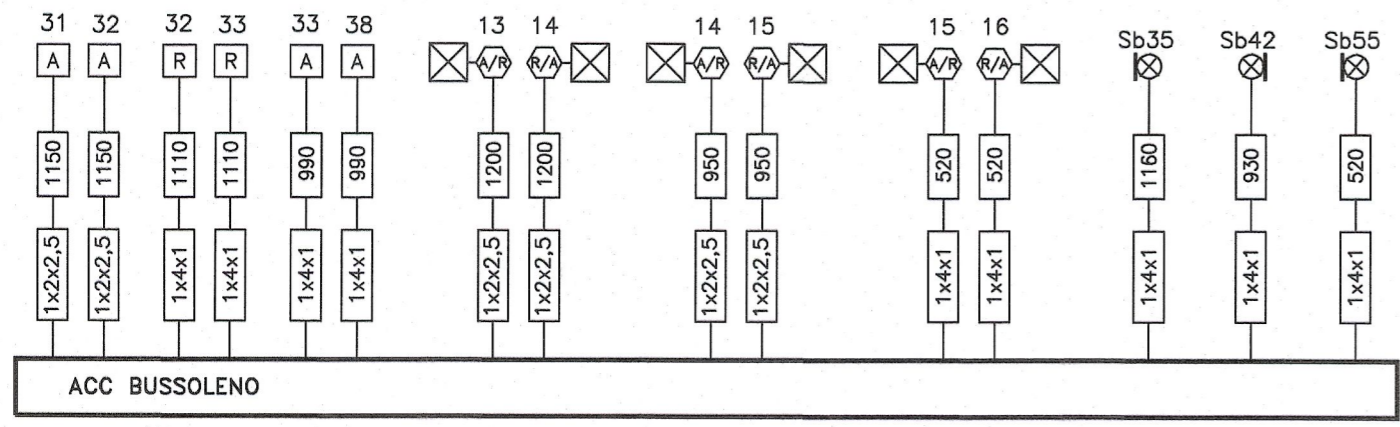 31 32 32 33 33 38 13 14 14 15 15 16 Sb35 Sb42 Sb55
A A R R A A A/R R/A A/R R/A A/R R/A
1150 1150 1110 1110 990 990 1200 1200 950 950 520 520 1160 930 520
1x2x2,5 1x2x2,5 1x4x1 1x4x1 1x4x1 1x4x1 1x2x2,5 1x2x2,5 1x2x2,5 1x2x2,5 1x4x1 1x4x1 1x4x1 1x4x1 1x4x1
ACC BUSSOLENO